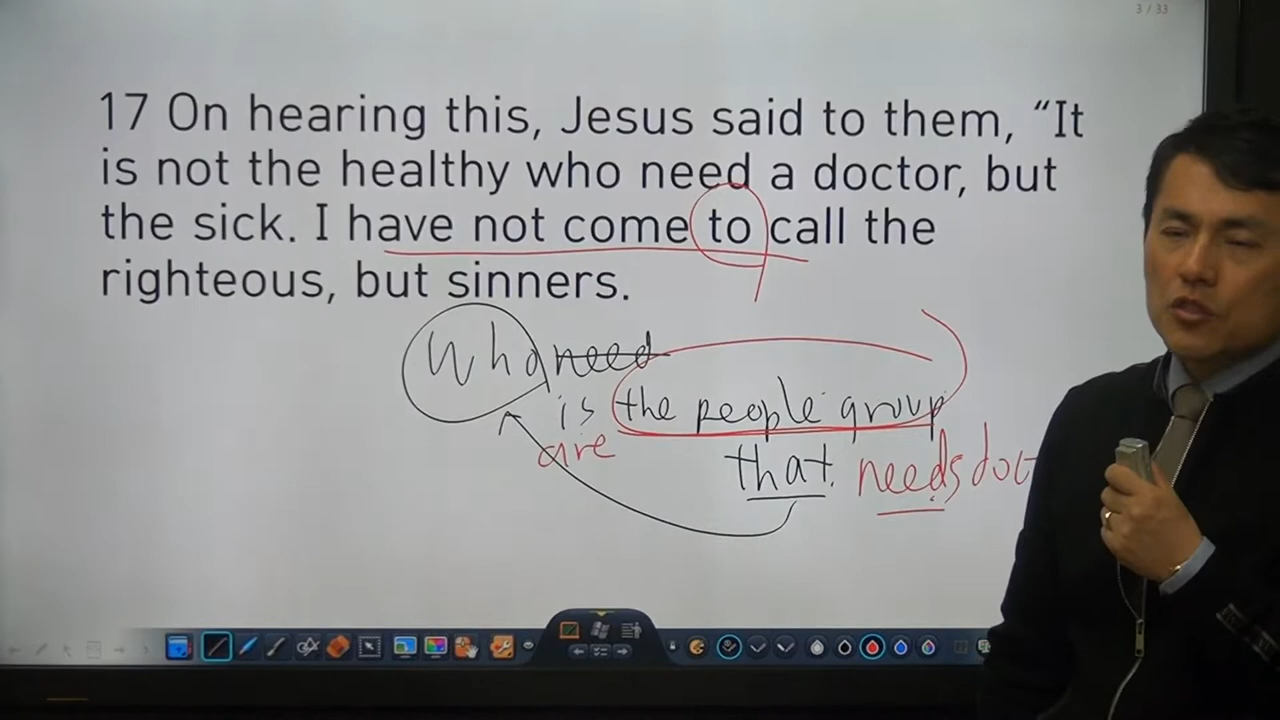 3 / 33
17 On hearing this, Jesus said to them, “It
is not the healthy who need a doctor, but
the sick. I have not come to call the
righteous, but sinners.
Who need
is the people group
are
that needs doc